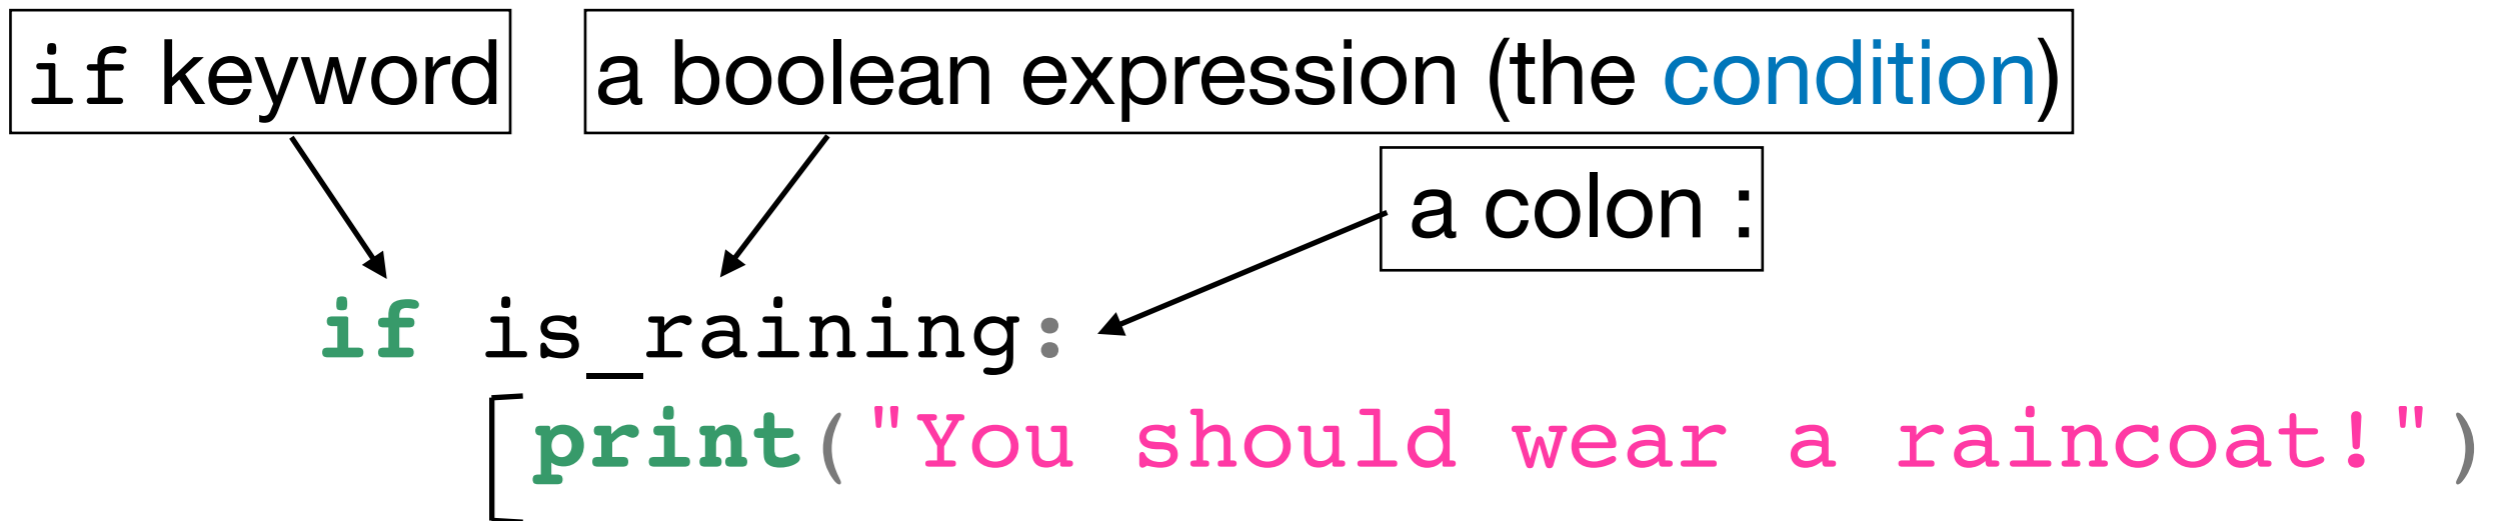 if keyword
a boolean expression (the condition)
a colon :
if is_raining:
print("You should wear a raincoat!")